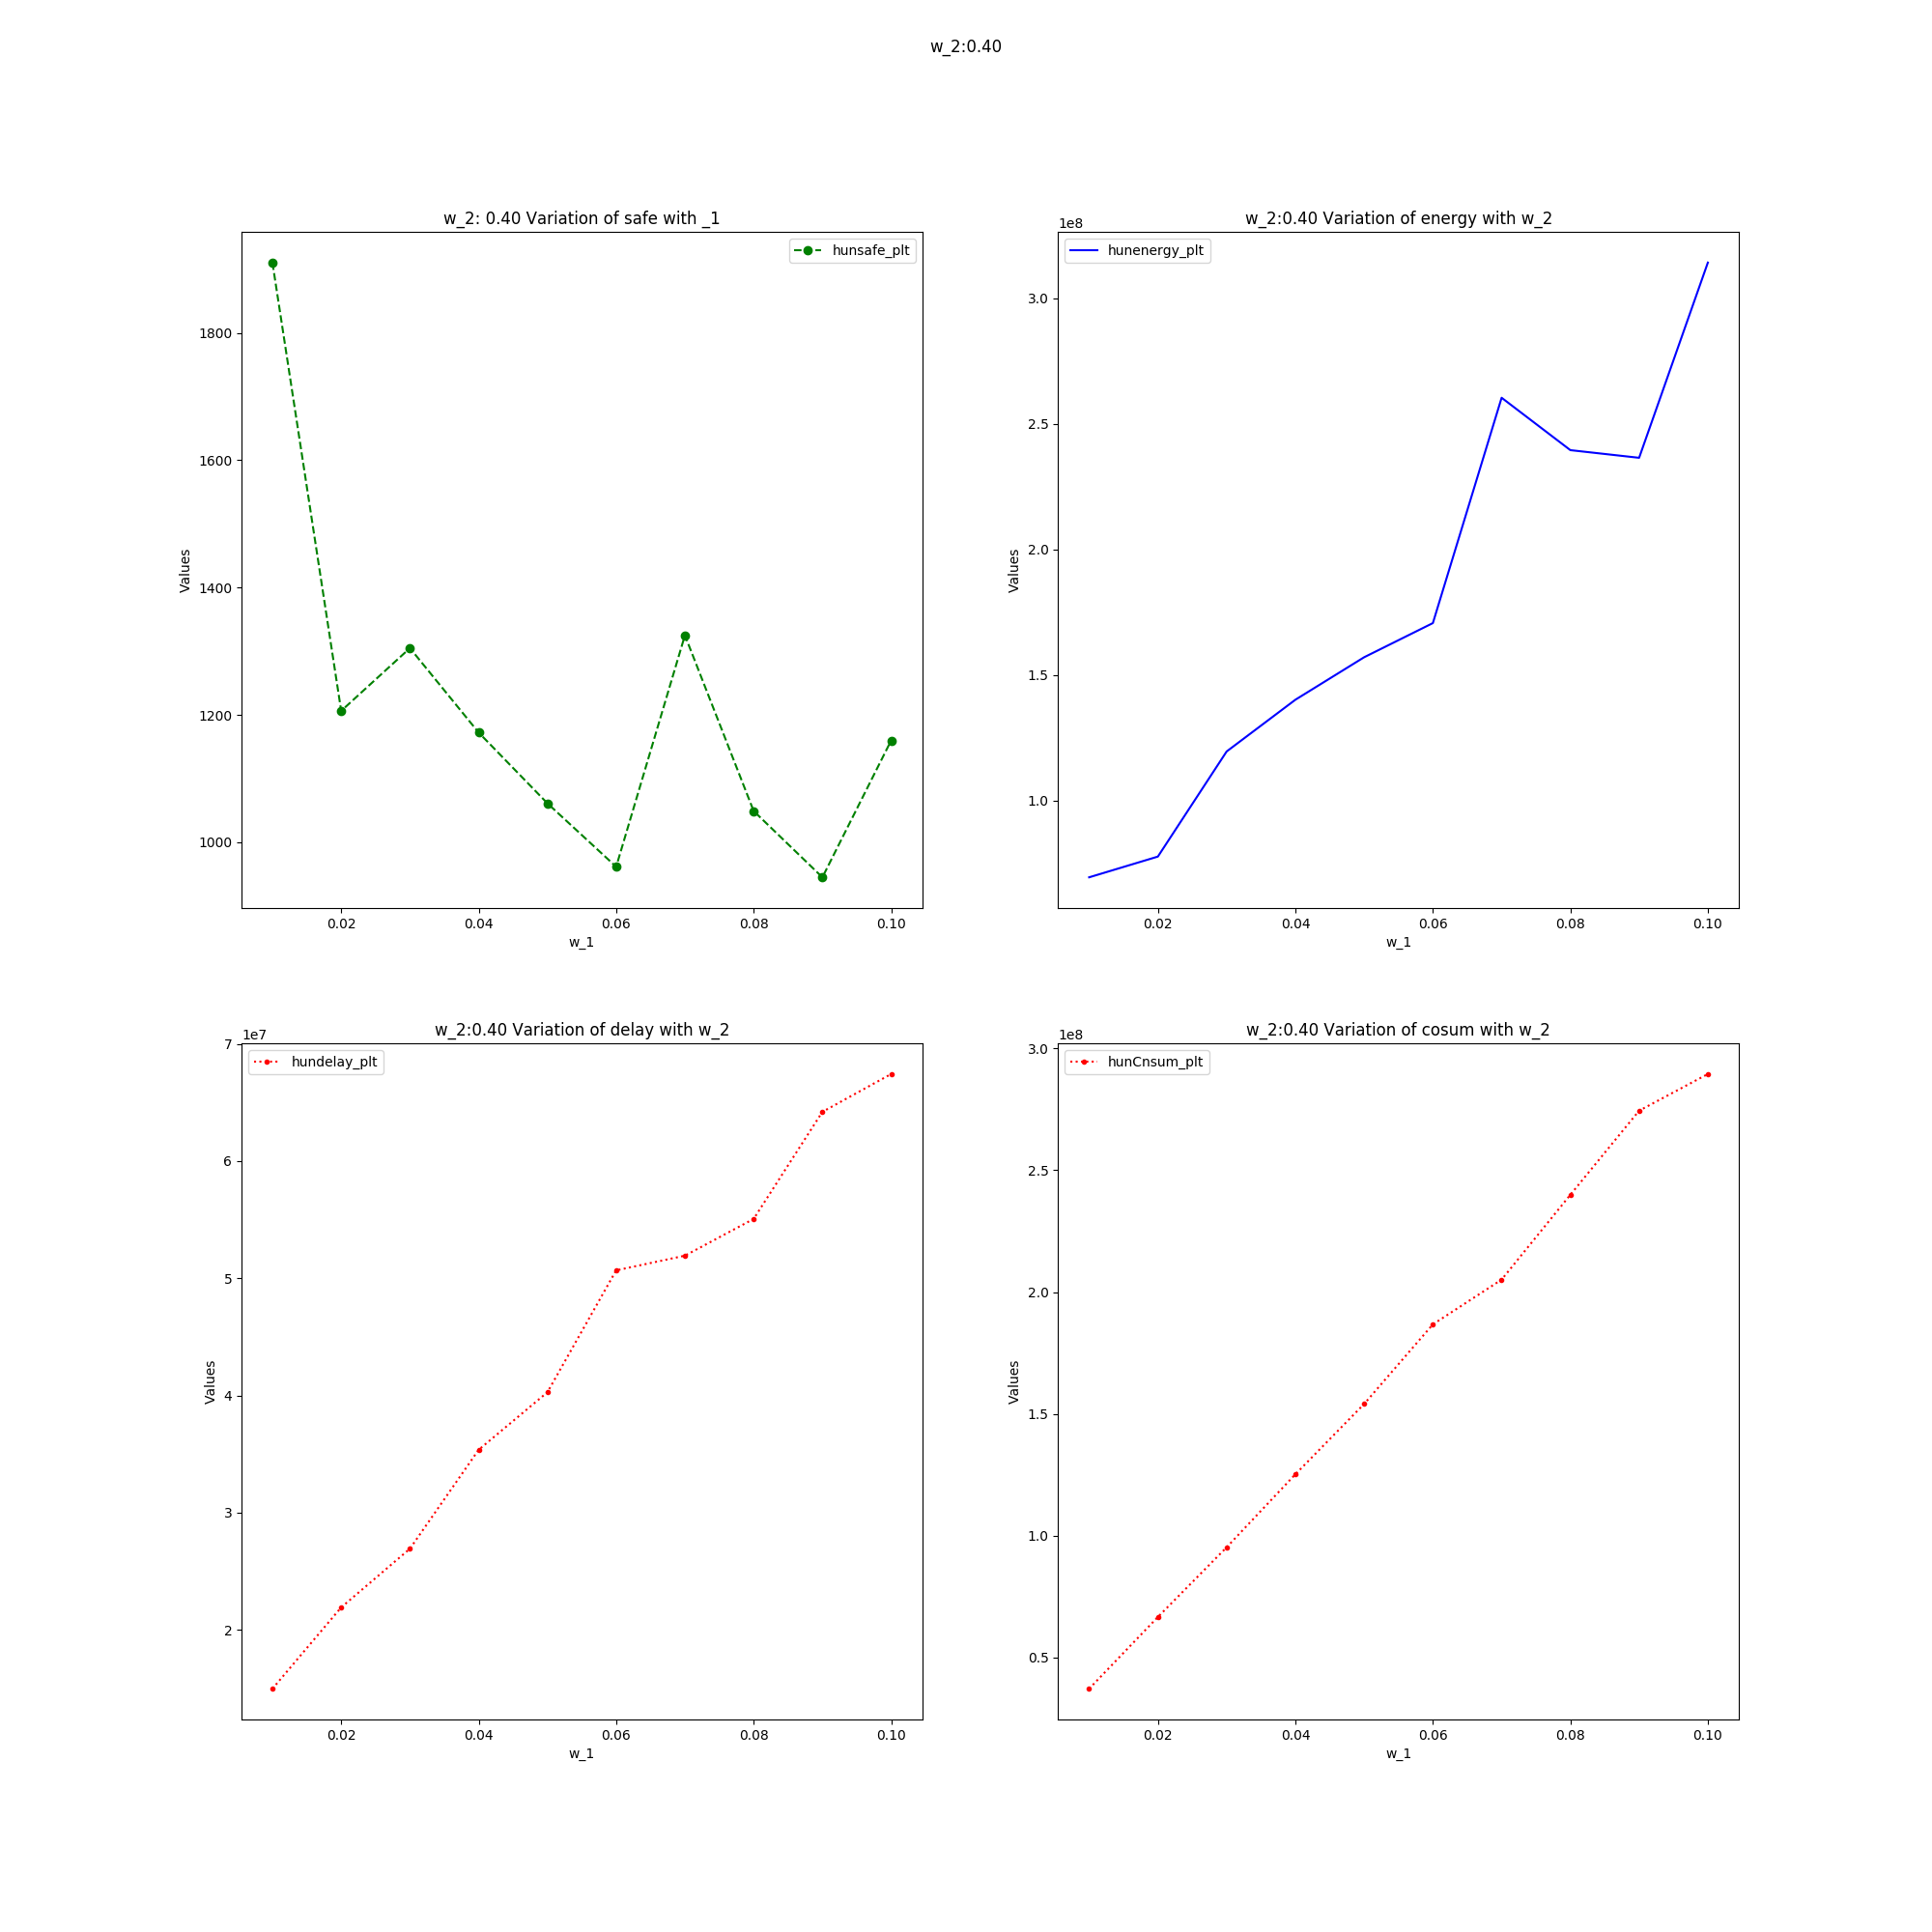 w_2:0.40
w_2: 0.40 Variation of safe with _1
hunsafe_plt
1800
1600
1400
1200
1000
Values
0.02 0.04 0.06 0.08 0.10
w_1
w_2:0.40 Variation of energy with w_2
1e8
hunenergy_plt
3.0
2.5
2.0
1.5
1.0
Values
0.02 0.04 0.06 0.08 0.10
w_1
w_2:0.40 Variation of delay with w_2
1e7
hundelay_plt
7
6
5
4
3
2
Values
0.02 0.04 0.06 0.08 0.10
w_1
w_2:0.40 Variation of cosum with w_2
1e8
hunCnsum_plt
3.0
2.5
2.0
1.5
1.0
0.5
Values
0.02 0.04 0.06 0.08 0.10
w_1